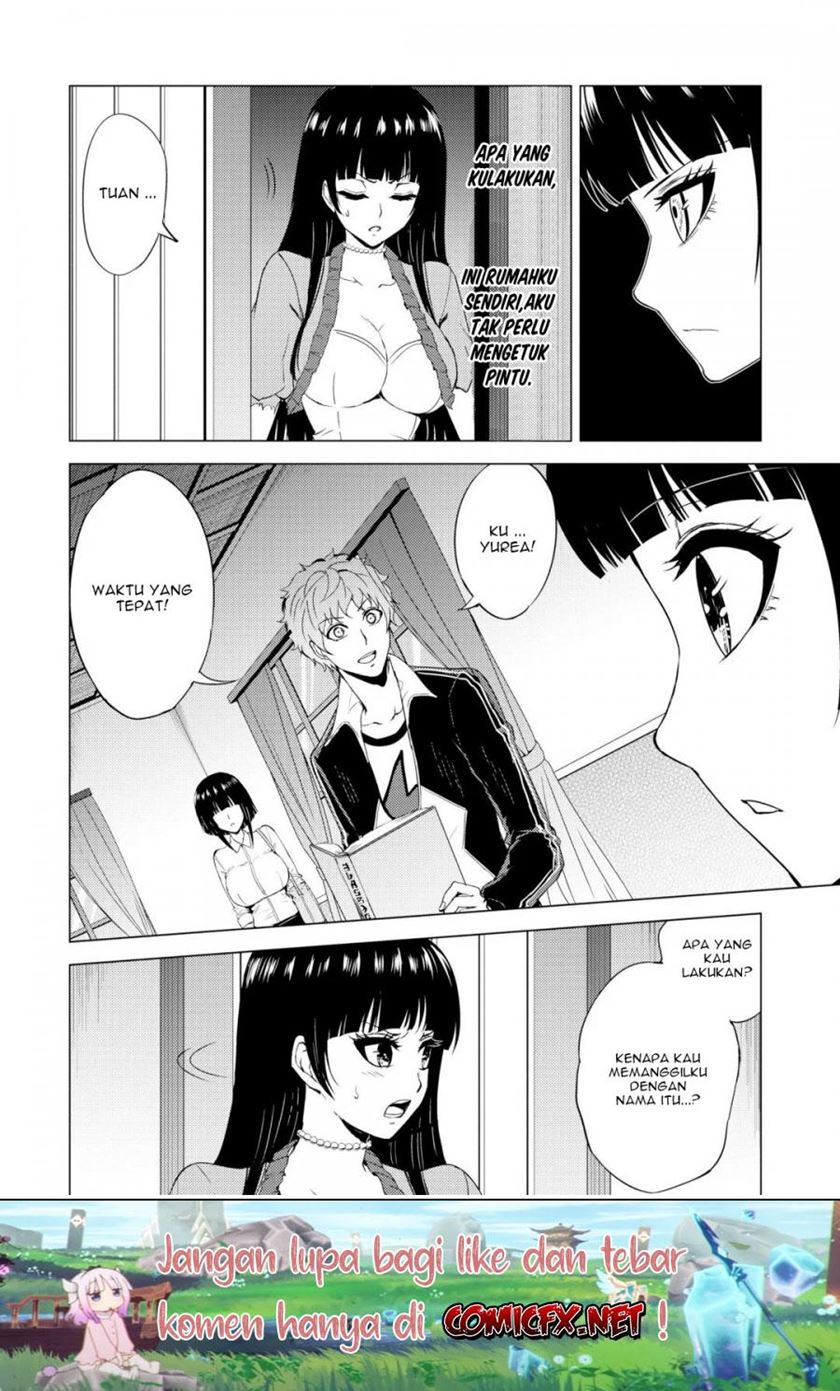 APA YANG
KULAKUKAN,
INI RUMAHKU
SENDIRI,AKU
TAK PERLU
MENGETUK
PINTU.
TUAN ...
KU ...
YUREA!
WAKTU YANG
TEPAT!
APA YANG
KAU
LAKUKAN?
KENAPA KAU
MEMANGGILKU
DENGAN
NAMA ITU...?
Jangan lupa bagi like dan tebar
komen hanya di COMICFX.NET !